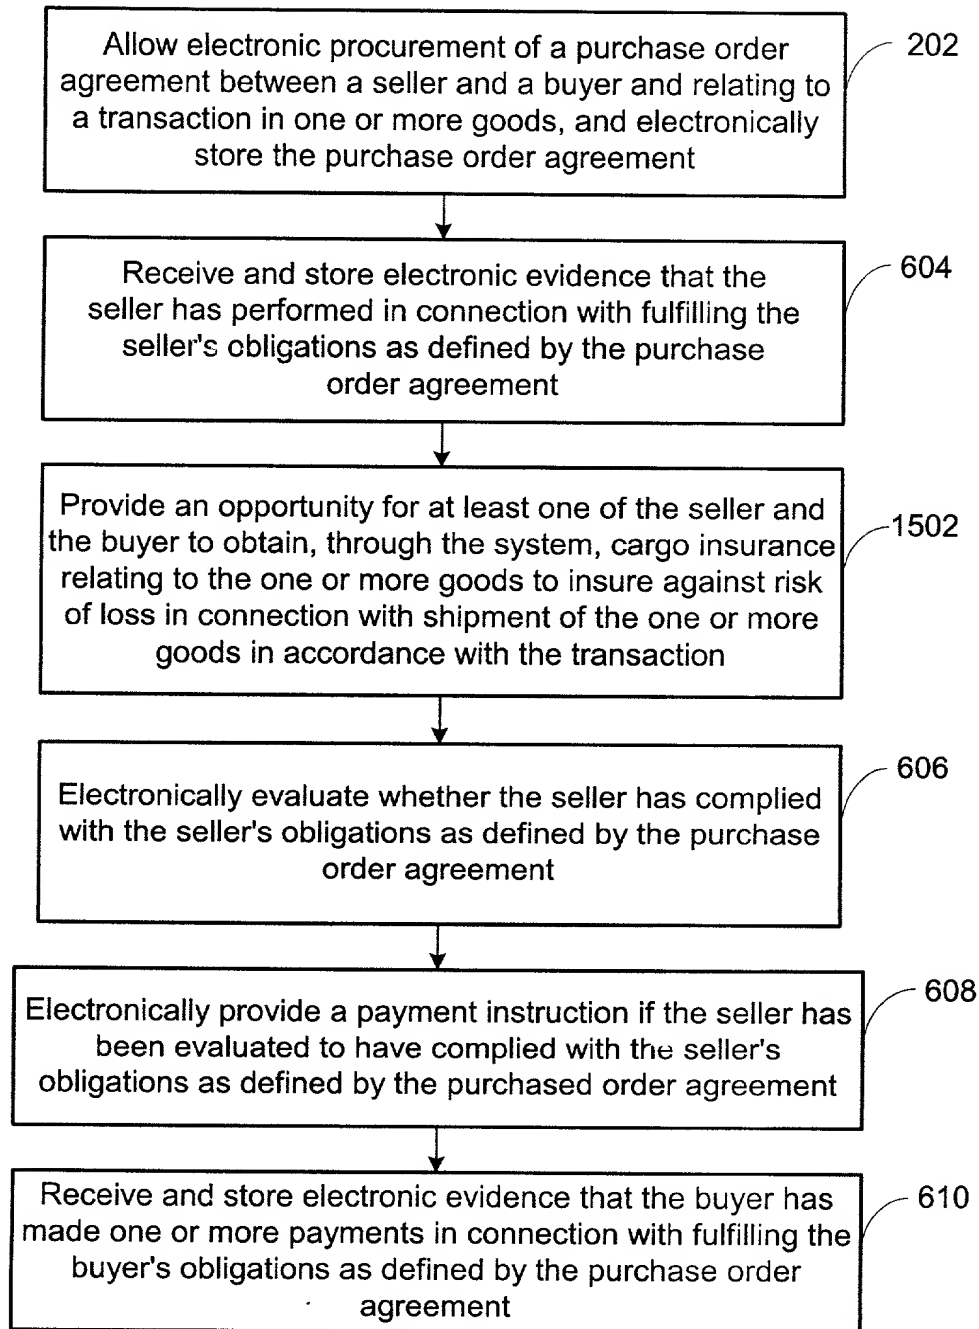 Allow electronic procurement of a purchase order
agreement between a seller and a buyer and relating to
a transaction in one or more goods, and electronically
store the purchase order agreement
202
Receive and store electronic evidence that the
seller has performed in connection with fulfilling the
seller's obligations as defined by the purchase
order agreement
604
Provide an opportunity for at least one of the seller and
the buyer to obtain, through the system, cargo insurance
relating to the one or more goods to insure against risk
of loss in connection with shipment of the one or more
goods in accordance with the transaction
1502
Electronically evaluate whether the seller has complied
with the seller's obligations as defined by the purchase
order agreement
606
Electronically provide a payment instruction if the seller has
been evaluated to have complied with the seller's
obligations as defined by the purchased order agreement
608
Receive and store electronic evidence that the buyer has
made one or more payments in connection with fulfilling the
buyer's obligations as defined by the purchase order
agreement
610